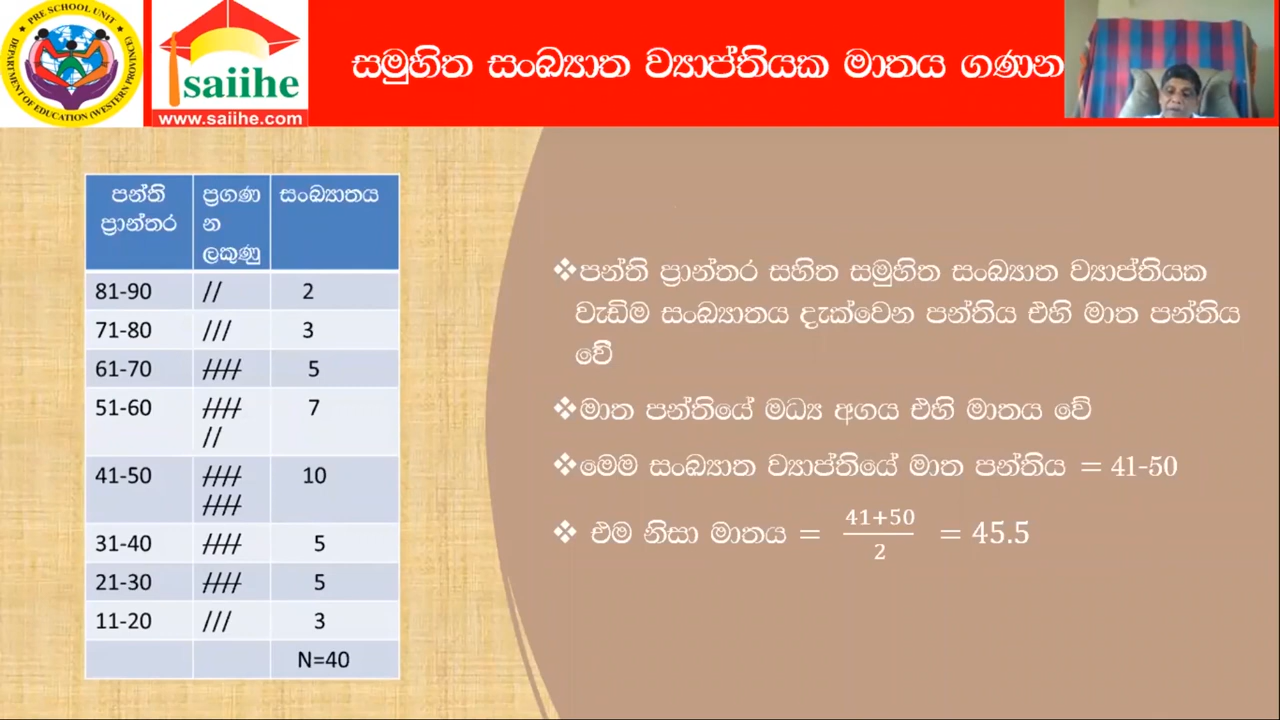 PRE SCHOOL UNIT
DEPARTMENT OF EDUCATION (WESTERN PROVINCE)
saiihe
www.saiihe.com
සමුහිත සංඛ්‍යාත ව්‍යාප්තියක මාතය ගණන
පන්ති ප්‍රගණ සංඛ්‍යාතය
ප්‍රාන්තර න
ලකුණු
81-90 // 2
71-80 /// 3
61-70 //// 5
51-60 //// 7
//
41-50 //// 10
////
31-40 //// 5
21-30 //// 5
11-20 /// 3
N=40
❖පන්ති ප්‍රාන්තර සහිත සමුහිත සංඛ්‍යාත ව්‍යාප්තියක
වැඩිම සංඛ්‍යාතය දැක්වෙන පන්තිය එහි මාත පන්තිය
වේ
❖මාත පන්තියේ මධ්‍ය අගය එහි මාතය වේ
❖මෙම සංඛ්‍යාත ව්‍යාප්තියේ මාත පන්තිය = 41-50
❖ එම නිසා මාතය = 41+50/2 = 45.5